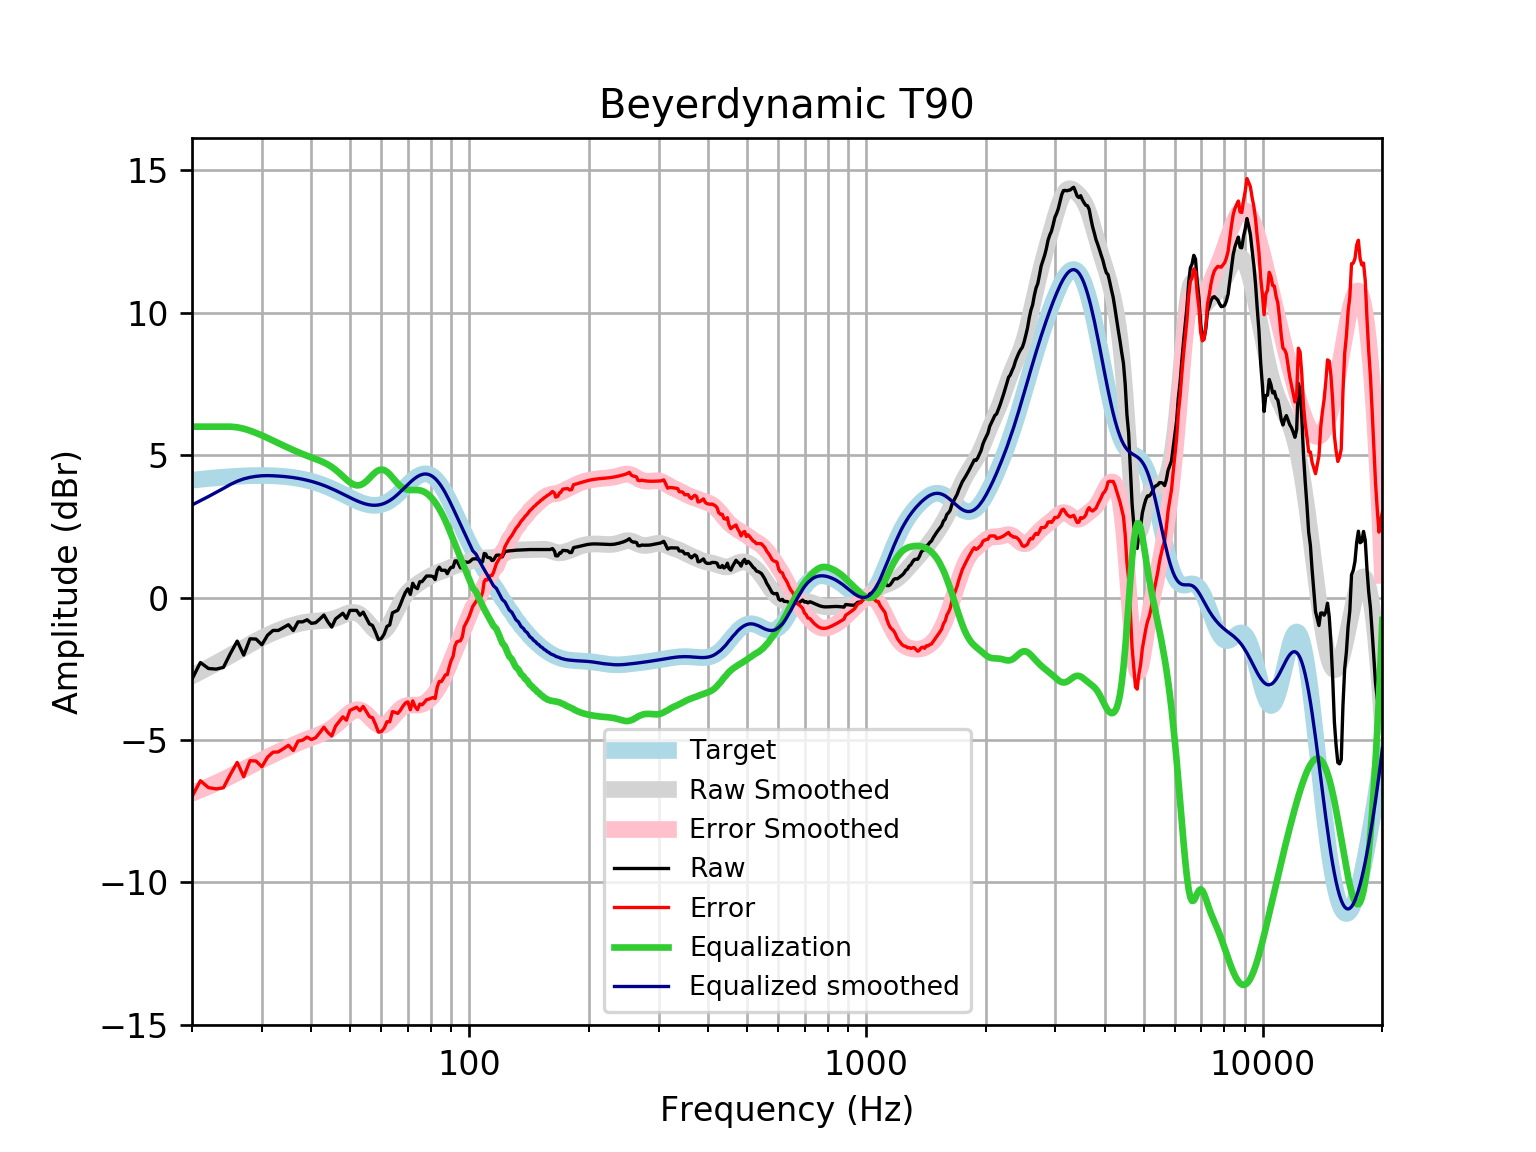 Beyerdynamic T90
Amplitude (dBr)
15
10
5
0
−5
−10
−15
Target
Raw Smoothed
Error Smoothed
Raw
Error
Equalization
Equalized smoothed
100
1000
10000
Frequency (Hz)